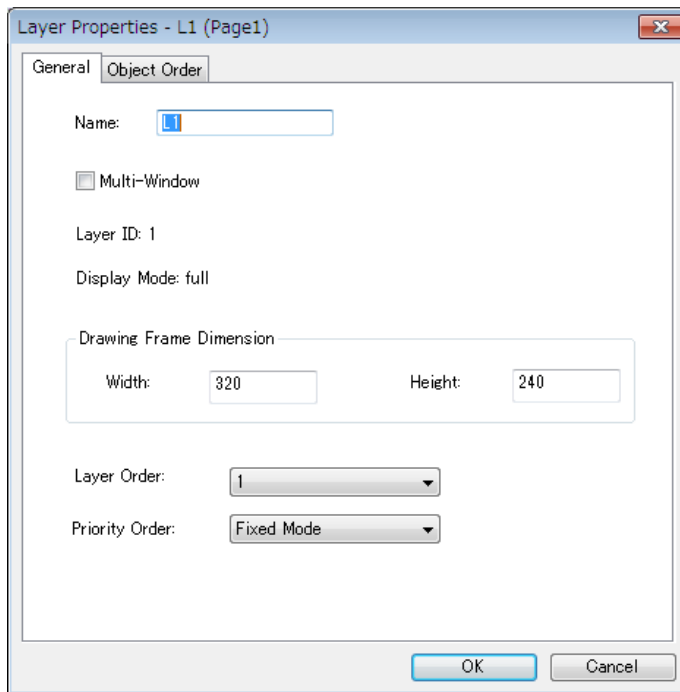 Layer Properties - L1 (Page1)
General Object Order
Name: L1
Multi-Window
Layer ID: 1
Display Mode: full
Drawing Frame Dimension
Width: 320 Height: 240
Layer Order: 1
Priority Order: Fixed Mode
OK Cancel